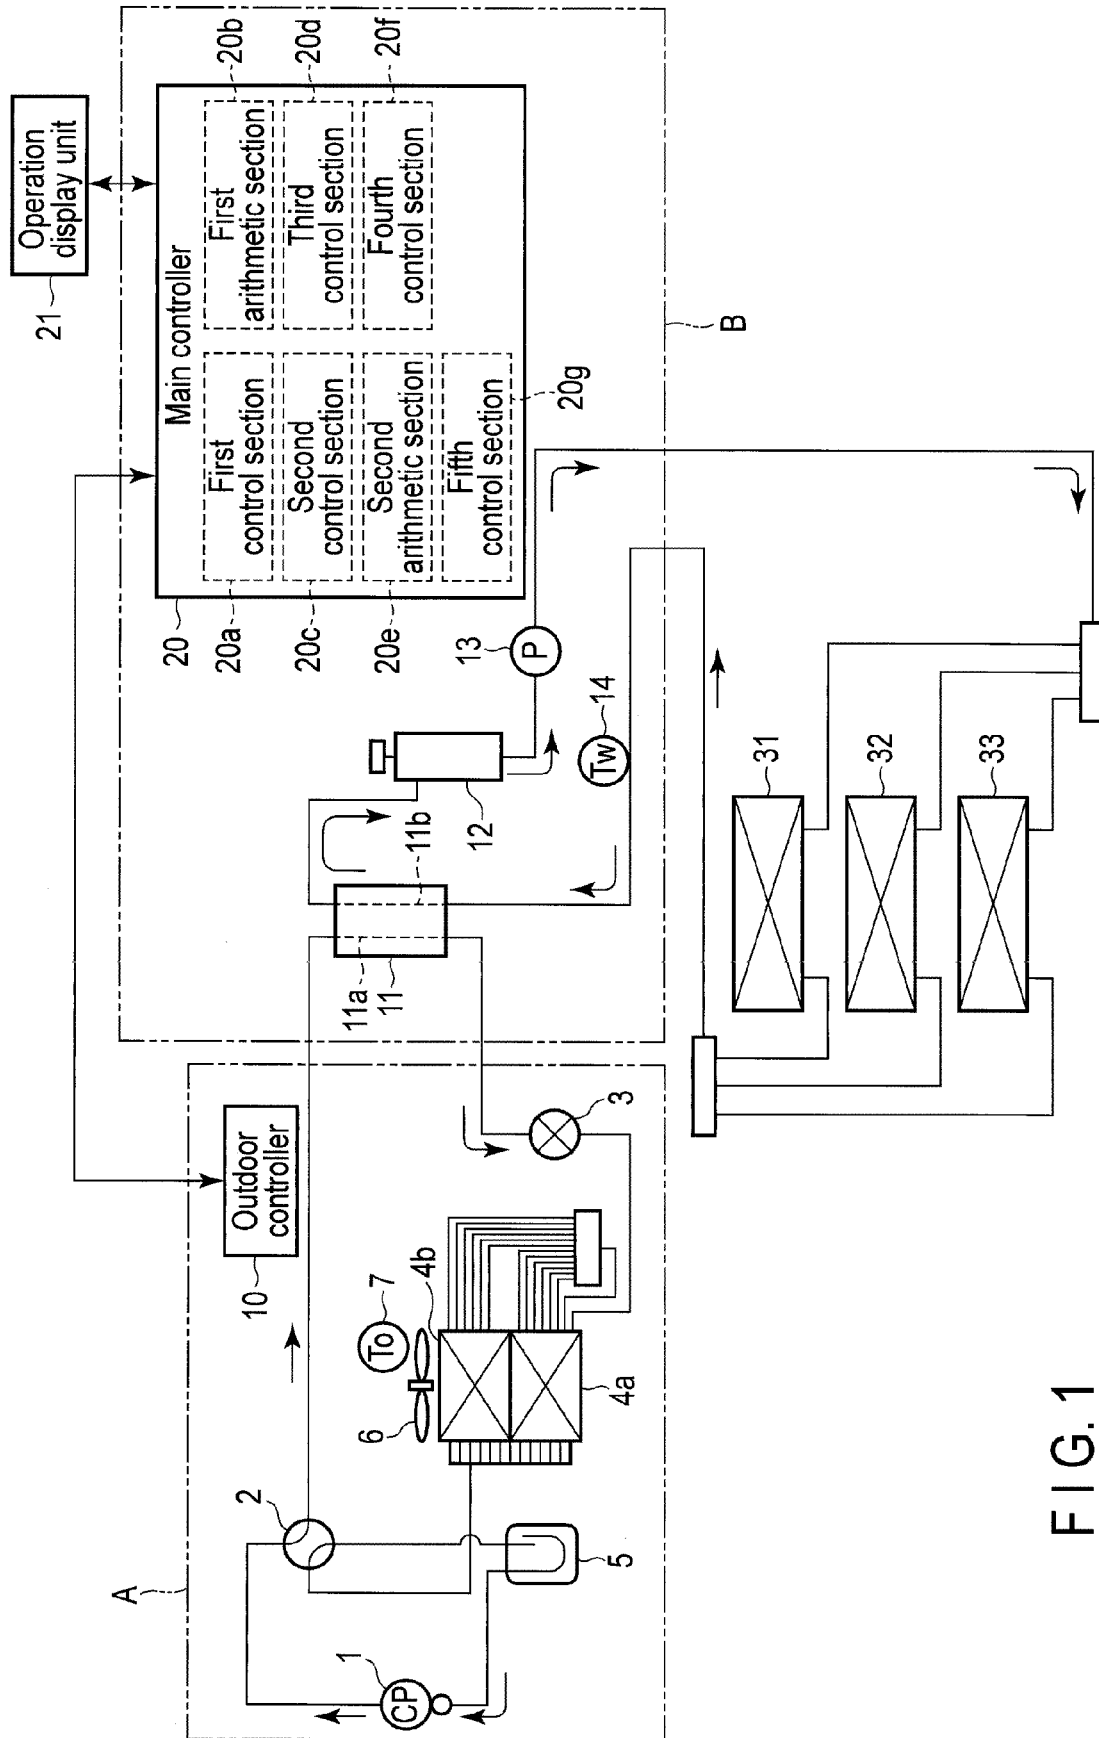 A
1
CP
2
5
6
To
7
4b
4a
10
Outdoor
controller
3
11a
11
11b
12
Tw
14
13
P
B
21
Operation
display unit
20
Main controller
20a
First
control section
20b
First
arithmetic section
20c
Second
control section
20d
Third
control section
20e
Second
arithmetic section
20f
Fourth
control section
20g
Fifth
control section
31
32
33
FIG. 1